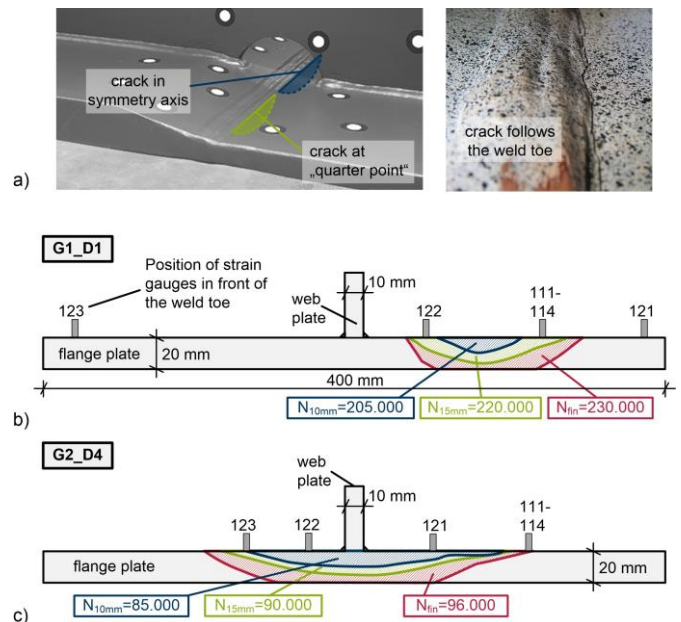 crack in
symmetry axis
crack at
„quarter point“
crack follows
the weld toe
a)
G1_D1
Position of strain
gauges in front of
the weld toe
123
web
plate
10 mm
122
111-
114
121
flange plate
20 mm
400 mm
N10mm=205.000
N15mm=220.000
Nfin=230.000
b)
G2_D4
web
plate
10 mm
123
122
121
111-
114
flange plate
20 mm
N10mm=85.000
N15mm=90.000
Nfin=96.000
c)